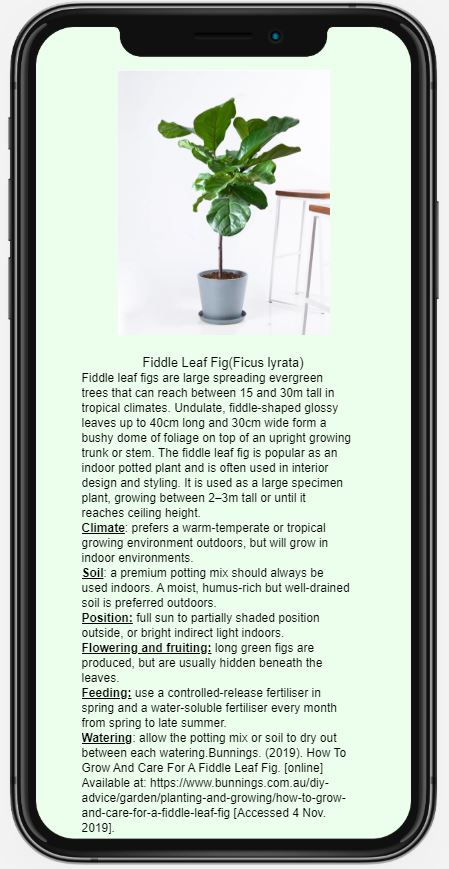 Fiddle Leaf Fig(Ficus lyrata)
Fiddle leaf figs are large spreading evergreen
trees that can reach between 15 and 30m tall in
tropical climates. Undulate, fiddle-shaped glossy
leaves up to 40cm long and 30cm wide form a
bushy dome of foliage on top of an upright growing
trunk or stem. The fiddle leaf fig is popular as an
indoor potted plant and is often used in interior
design and styling. It is used as a large specimen
plant, growing between 2–3m tall or until it
reaches ceiling height.
Climate: prefers a warm-temperate or tropical
growing environment outdoors, but will grow in
indoor environments.
Soil: a premium potting mix should always be
used indoors. A moist, humus-rich but well-drained
soil is preferred outdoors.
Position: full sun to partially shaded position
outside, or bright indirect light indoors.
Flowering and fruiting: long green figs are
produced, but are usually hidden beneath the
leaves.
Feeding: use a controlled-release fertiliser in
spring and a water-soluble fertiliser every month
from spring to late summer.
Watering: allow the potting mix or soil to dry out
between each watering.Bunnings. (2019). How To
Grow And Care For A Fiddle Leaf Fig. [online]
Available at: https://www.bunnings.com.au/diy-
advice/garden/planting-and-growing/how-to-grow-
and-care-for-a-fiddle-leaf-fig [Accessed 4 Nov.
2019].